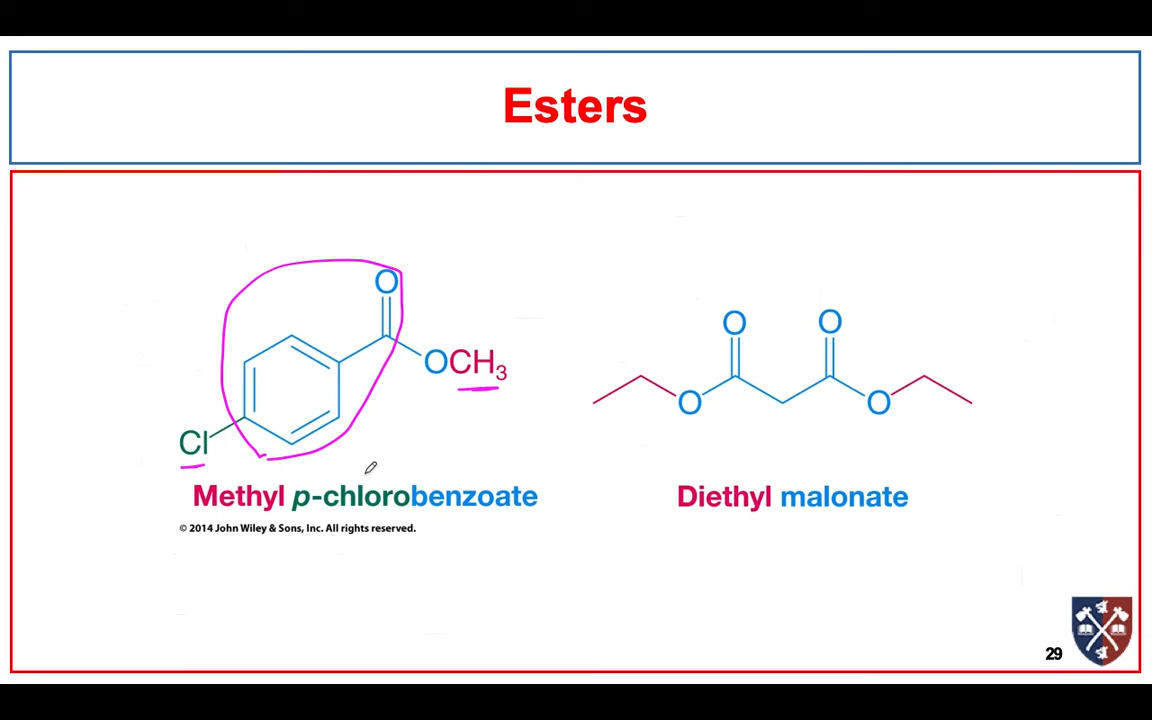 Esters
O
OCH₃
Cl
O
O
O
O
Methyl p-chlorobenzoate
Diethyl malonate
© 2014 John Wiley & Sons, Inc. All rights reserved.
29